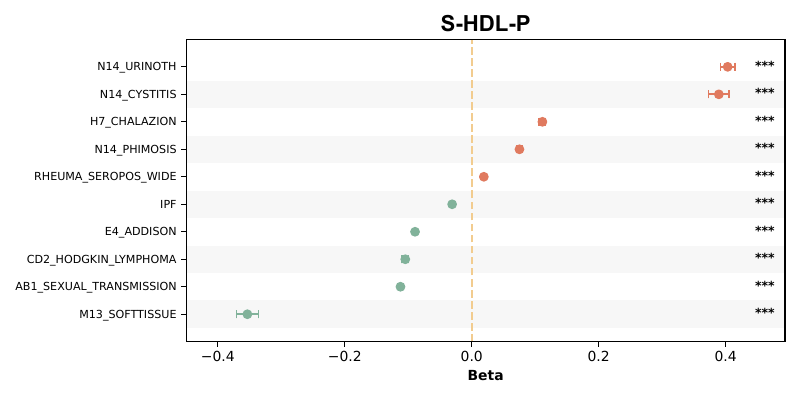 S-HDL-P
N14_URINOTH ***
N14_CYSTITIS ***
H7_CHALAZION ***
N14_PHIMOSIS ***
RHEUMA_SEROPOS_WIDE ***
IPF ***
E4_ADDISON ***
CD2_HODGKIN_LYMPHOMA ***
AB1_SEXUAL_TRANSMISSION ***
M13_SOFTTISSUE ***
−0.4 −0.2 0.0 0.2 0.4
Beta